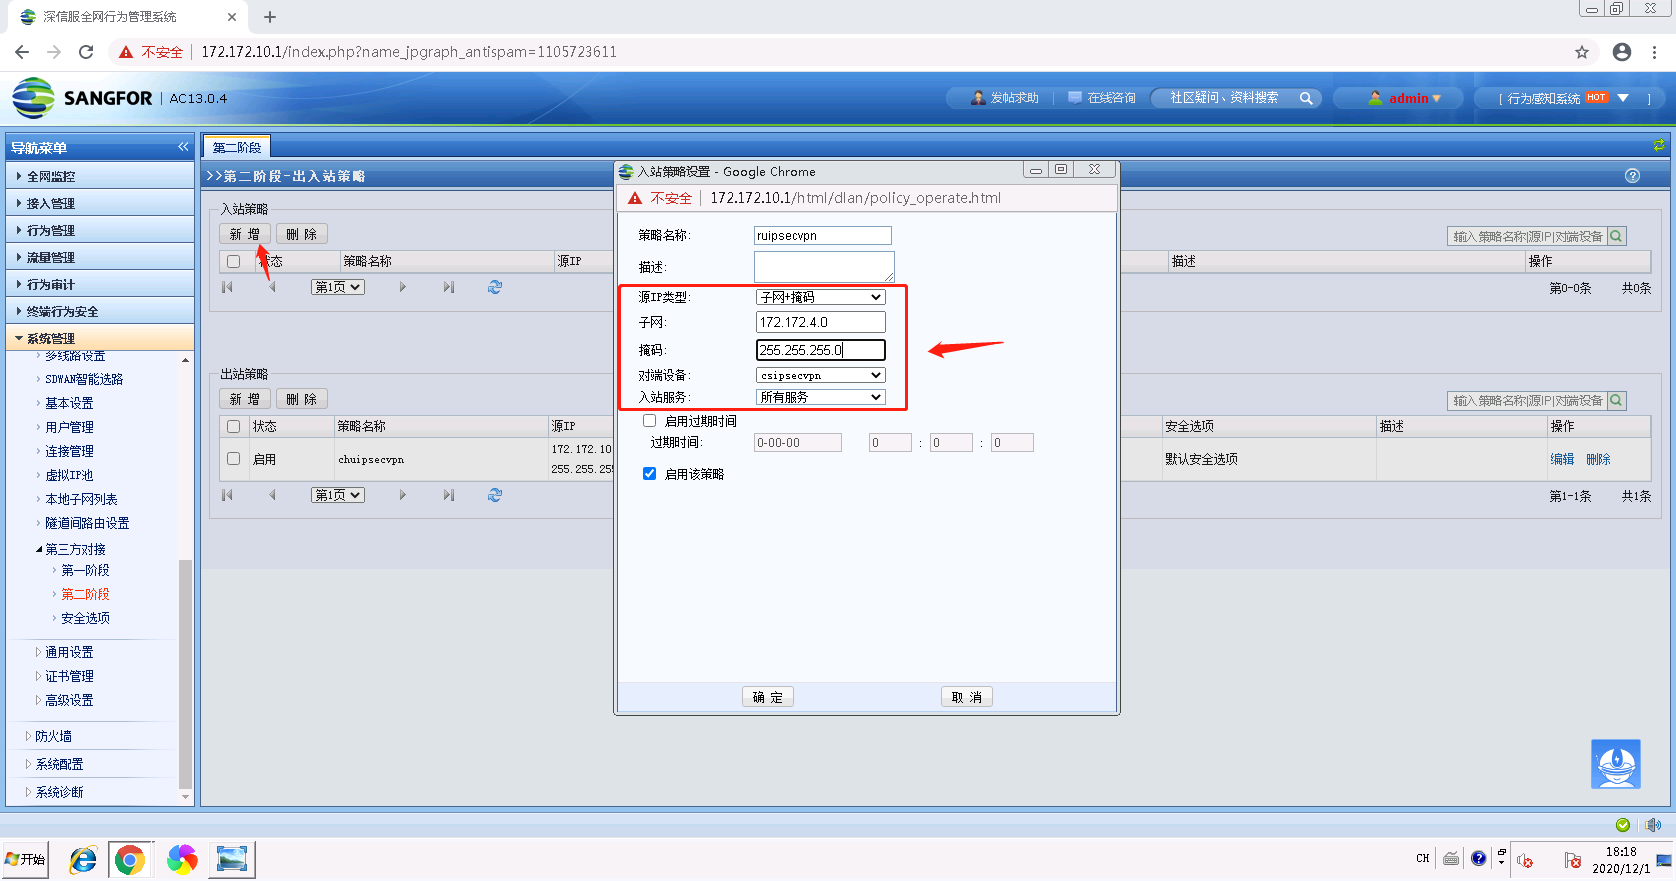 深信服全网行为管理系统
不安全 172.172.10.1/index.php?name_jpgraph_antispam=1105723611
SANGFOR | AC13.0.4
发帖求助
在线咨询
社区疑问、资料搜索
admin
[ 行为感知系统 HOT ]
导航菜单
全网监控
接入管理
行为管理
流量管理
行为审计
终端行为安全
系统管理
多线路设置
SDWAN智能选路
基本设置
用户管理
连接管理
虚拟IP池
本地子网列表
隧道间路由设置
第三方对接
第一阶段
第二阶段
安全选项
通用设置
证书管理
高级设置
防火墙
系统配置
系统诊断
第二阶段
>>第二阶段-出入站策略
入站策略
新增 删除
输入策略名称|源IP|对端设备
状态 策略名称 源IP 描述 操作
第1页
第0-0条 共0条
出站策略
新增 删除
输入策略名称|源IP|对端设备
状态 策略名称 源IP 安全选项 描述 操作
启用 chuipsecvpn 172.172.10 默认安全选项 编辑 删除
255.255.255
第1页
第1-1条 共1条
入站策略设置 - Google Chrome
不安全 172.172.10.1/html/dlan/policy_operate.html
策略名称: ruipsecvpn
描述:
源IP类型: 子网+掩码
子网: 172.172.4.0
掩码: 255.255.255.0
对端设备: csipsecvpn
入站服务: 所有服务
启用过期时间
过期时间: 0-00-00 0 : 0 : 0
启用该策略
确定 取消
开始
CH
18:18
2020/12/1